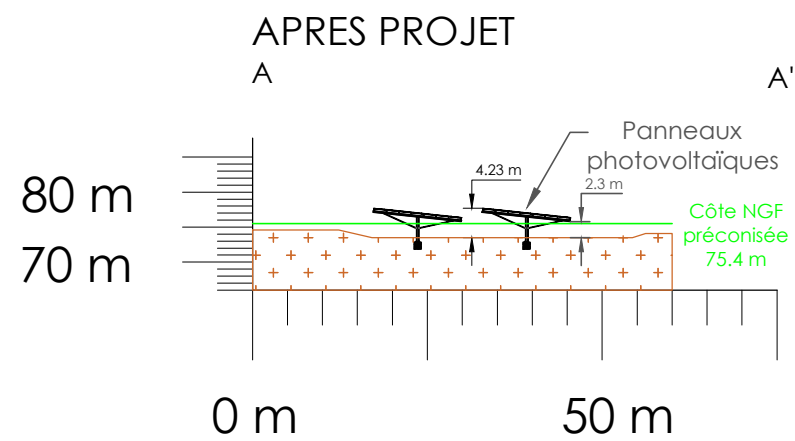 APRES PROJET
A
A'
Panneaux
photovoltaïques
4.23 m
2.3 m
80 m
Côte NGF
préconisée
75.4 m
70 m
0 m
50 m